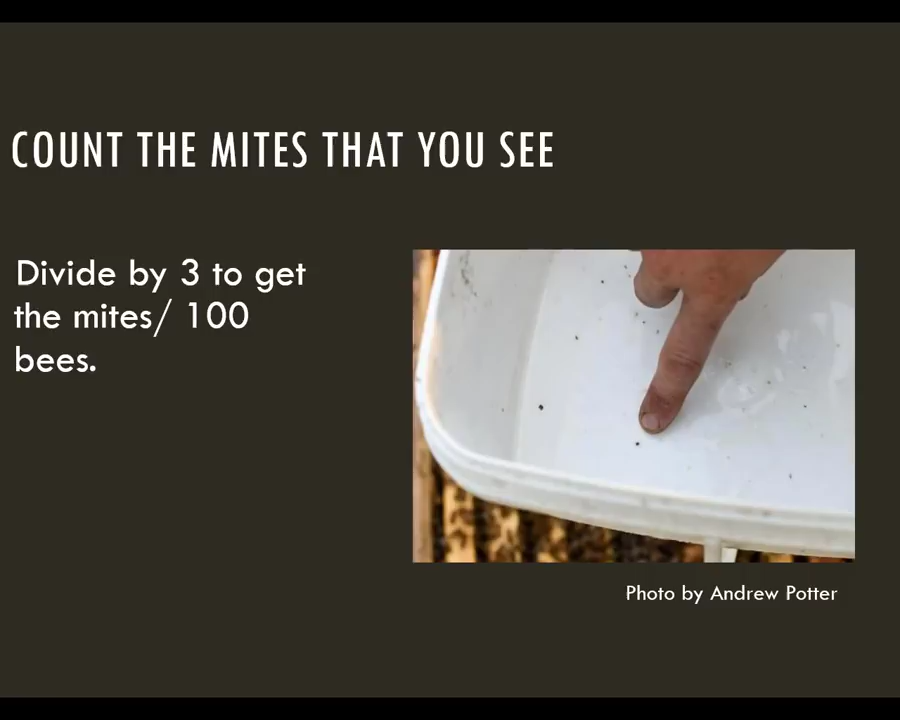 COUNT THE MITES THAT YOU SEE
Divide by 3 to get
the mites/ 100
bees.
Photo by Andrew Potter